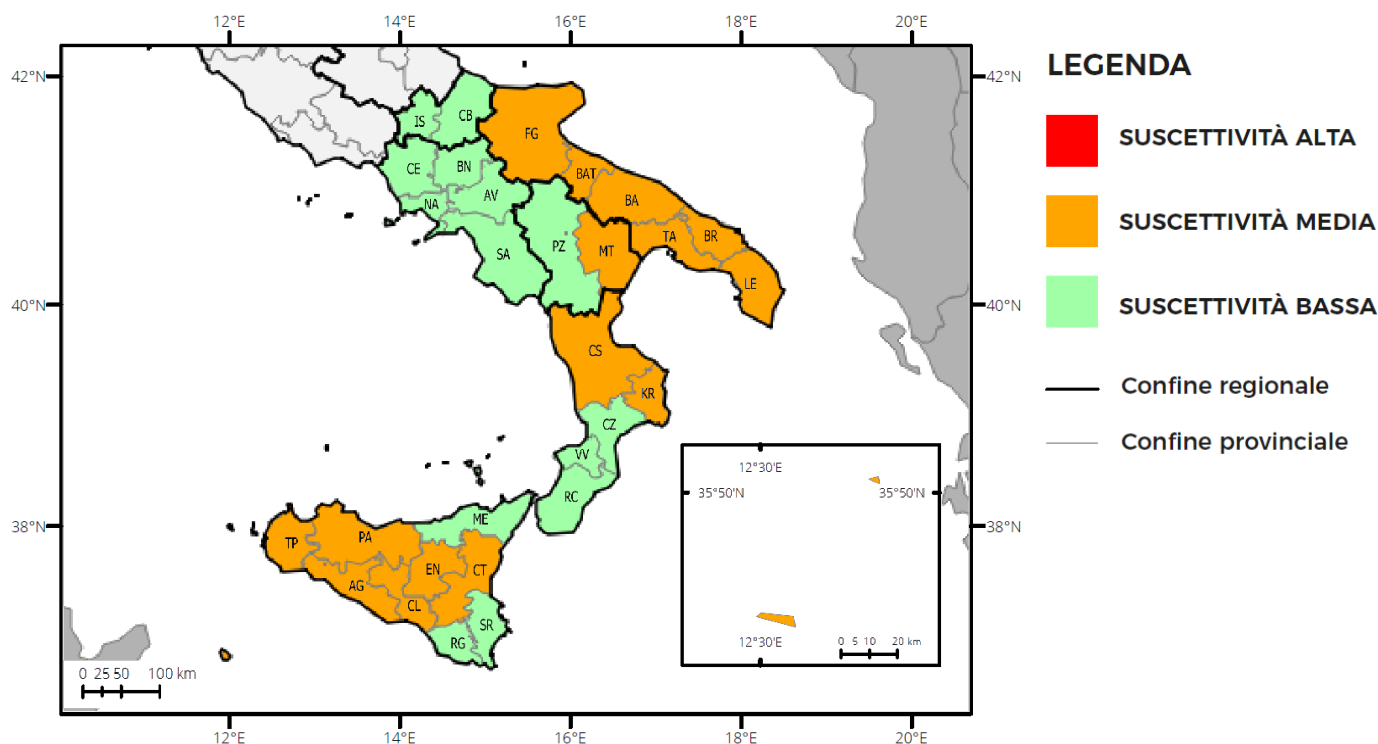 12°E 14°E 16°E 18°E 20°E
42°N 42°N
40°N 40°N
38°N 38°N
IS CB FG
CE BN BAT
NA AV BA
SA PZ MT TA BR
LE
CS
KR
CZ
VV
RC
ME
TP PA
AG EN CT
CL
SR
RG
12°30'E
35°50'N 35°50'N
12°30'E
0 5 10 20 km
0 25 50 100 km
12°E 14°E 16°E 18°E 20°E
LEGENDA
SUSCETTIVITÀ ALTA
SUSCETTIVITÀ MEDIA
SUSCETTIVITÀ BASSA
Confine regionale
Confine provinciale